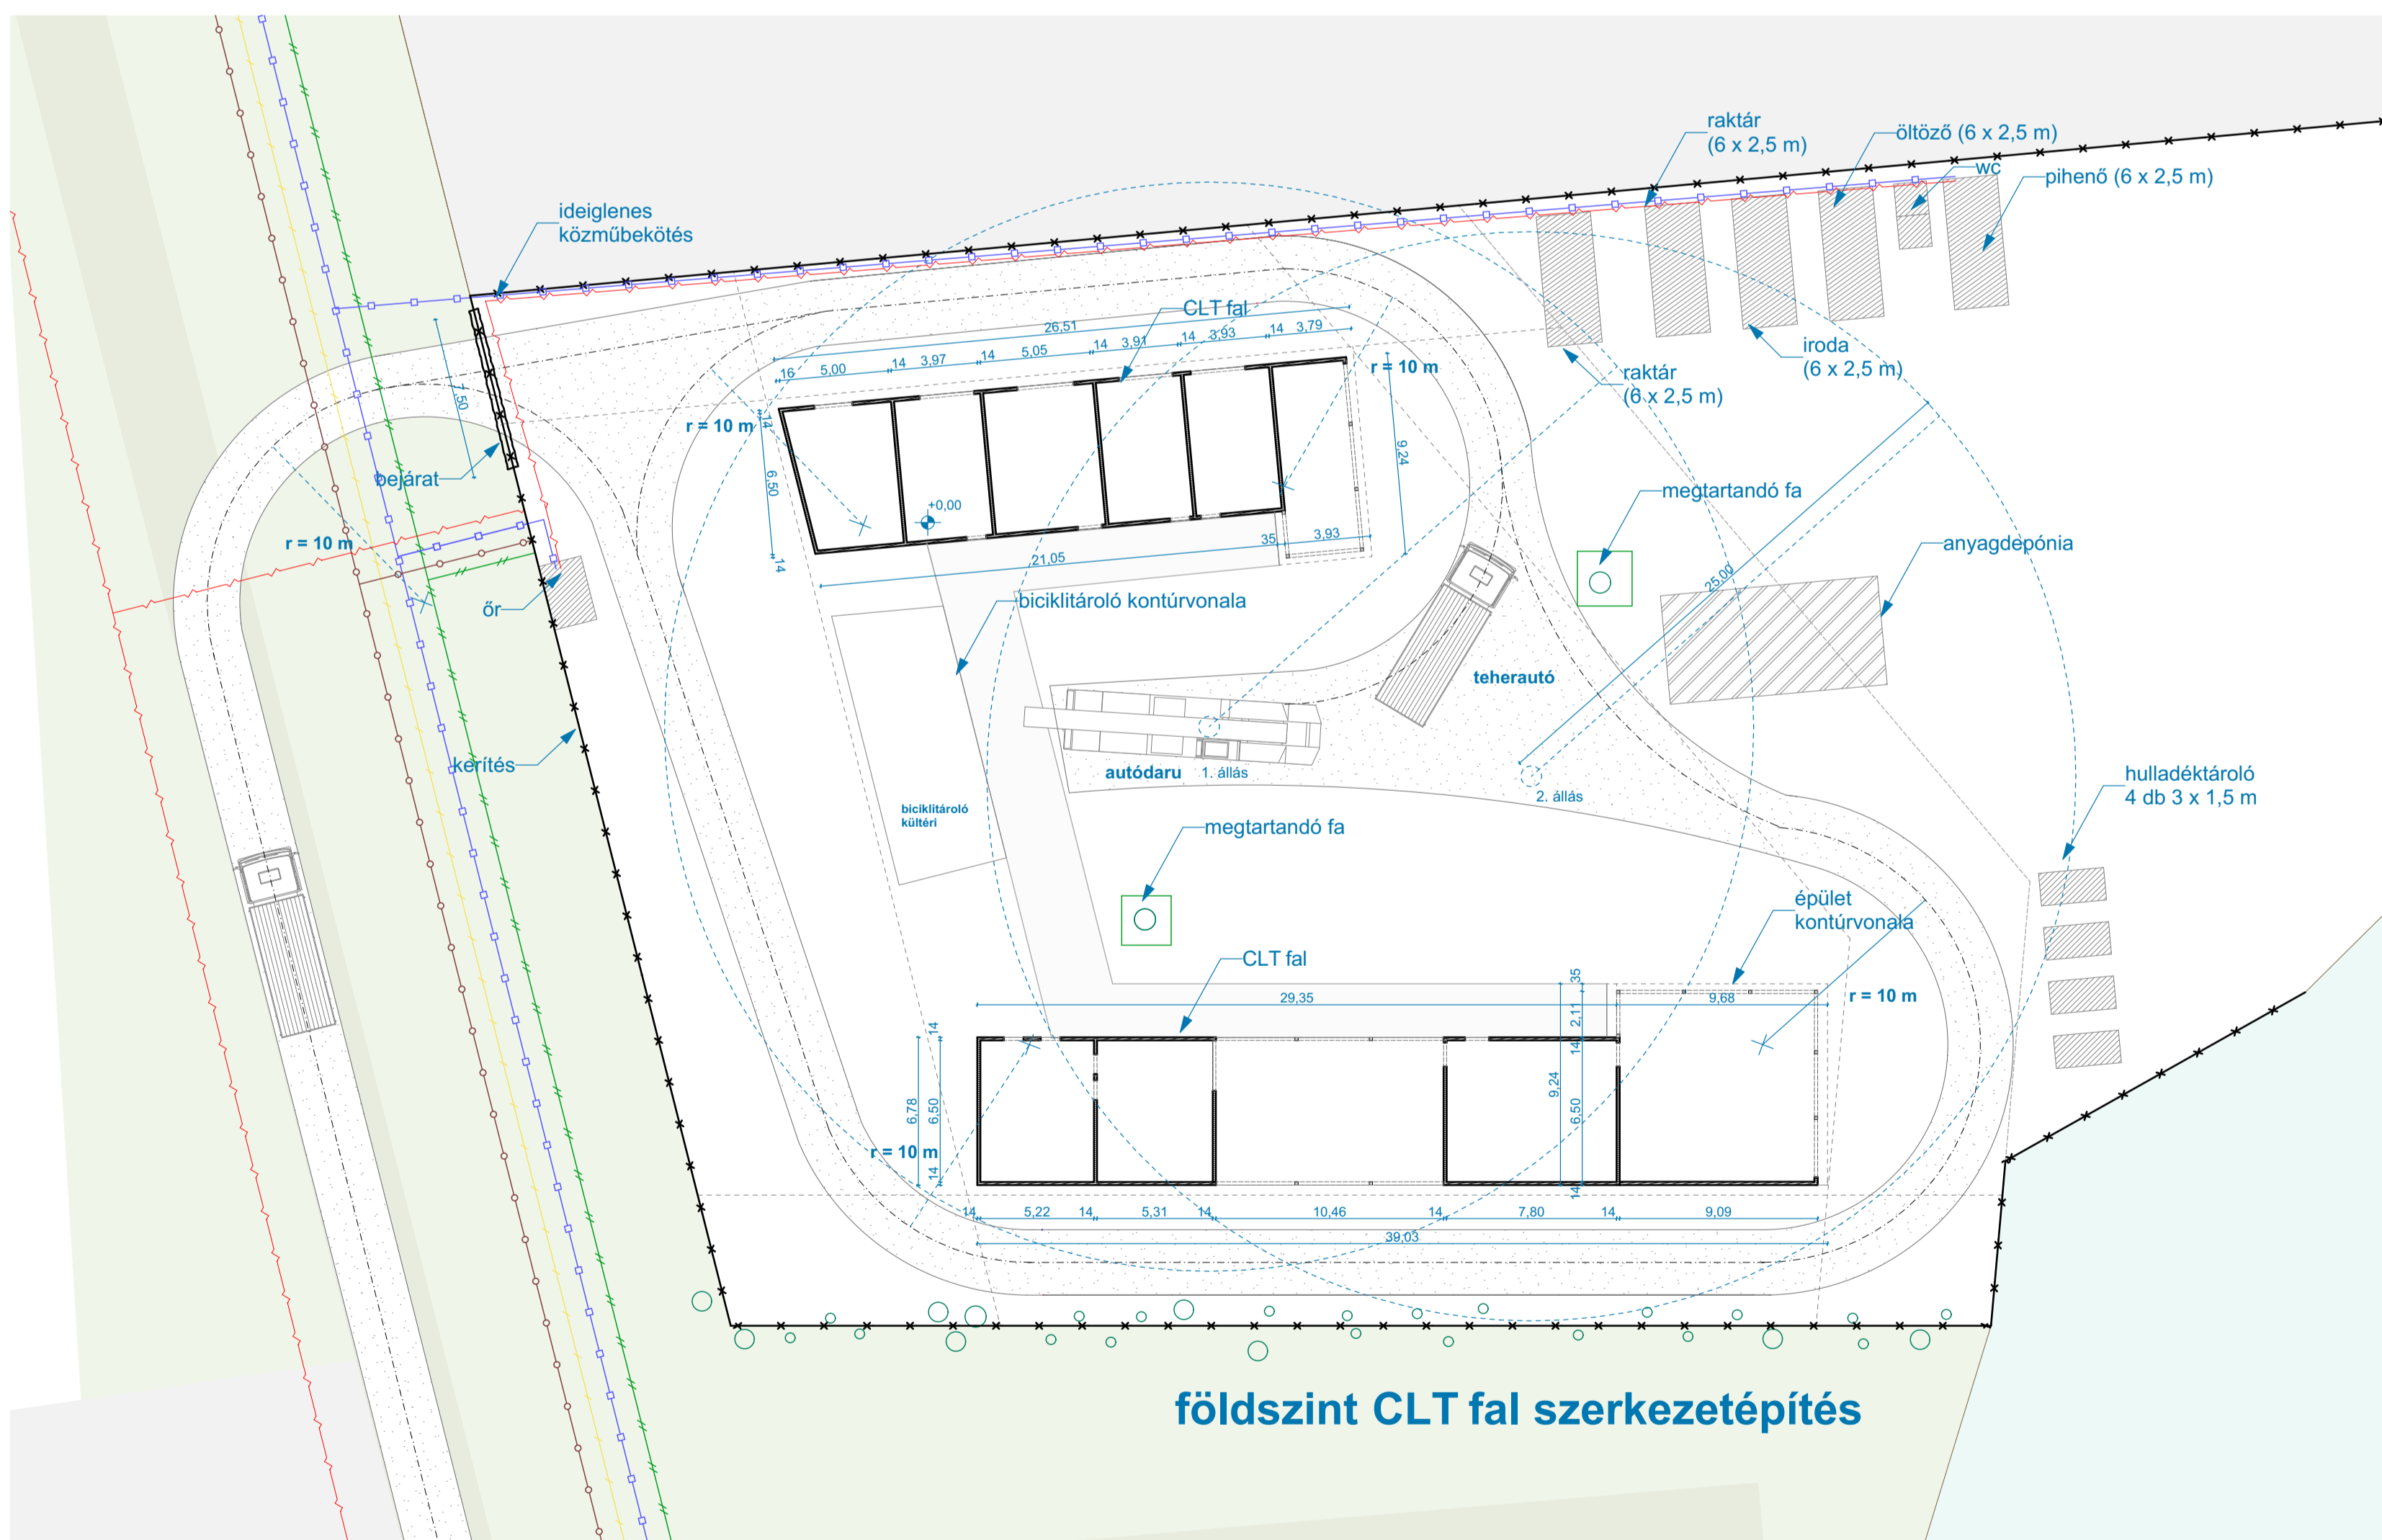 raktár
(6 x 2,5 m)
öltöző (6 x 2,5 m)
wc
pihenő (6 x 2,5 m)
ideiglenes
közműbekötés
CLT fal
26,51
16
5,00
14
3,97
14
5,05
14
3,91
14
3,93
14
3,79
r = 10 m
iroda
(6 x 2,5 m)
raktár
(6 x 2,5 m)
,50
r = 10 m
14
6,50
14
9,24
bejárat
+0,00
megtartandó fa
r = 10 m
35
3,93
21,05
anyagdepónia
25,00
őr
biciklitároló kontúrvonala
teherautó
kerítés
autódaru
1. állás
2. állás
hulladéktároló
4 db 3 x 1,5 m
biciklitároló
kültéri
megtartandó fa
épület
kontúrvonala
CLT fal
29,35
9,68
r = 10 m
35
2,11
14
9,24
6,50
14
14
6,78
6,50
14
r = 10 m
14
5,22
14
5,31
14
10,46
14
7,80
14
9,09
39,03
földszint CLT fal szerkezetépítés